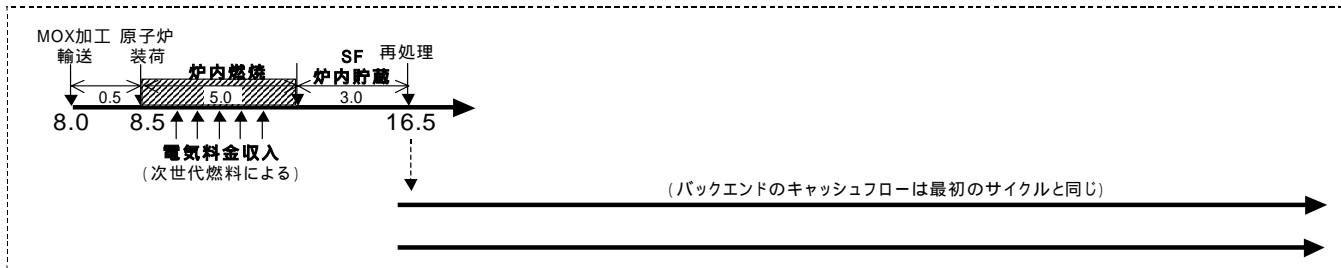 MOX加工 原子炉
輸送 装荷
SF 再処理
炉内燃焼 炉内貯蔵
0.5 5.0 3.0
8.0 8.5 16.5
電気料金収入
(次世代燃料による)
(バックエンドのキャッシュフローは最初のサイクルと同じ)